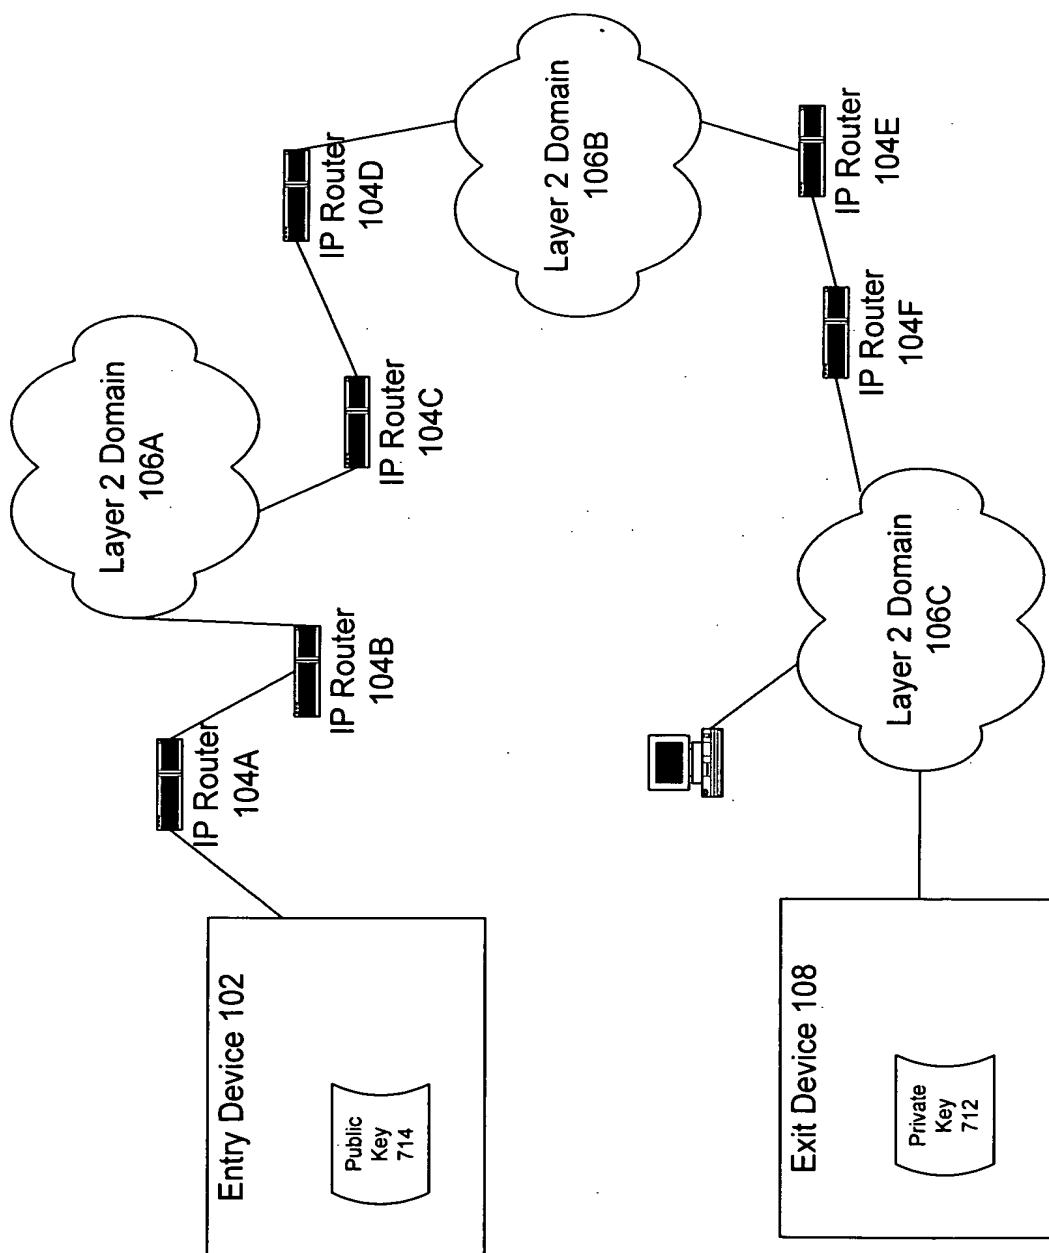 Entry Device 102
Public
Key
714
IP Router
104A
IP Router
104B
Layer 2 Domain
106A
IP Router
104C
IP Router
104D
Layer 2 Domain
106B
IP Router
104E
IP Router
104F
Layer 2 Domain
106C
Exit Device 108
Private
Key
712